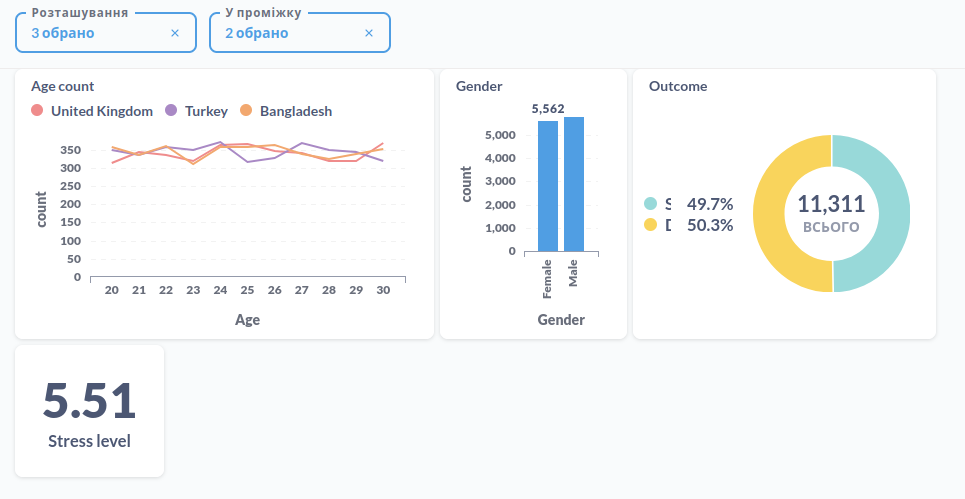 Розташування
3 обрано ×
У проміжку
2 обрано ×
Age count
United Kingdom Turkey Bangladesh
350
300
250
200
150
100
50
0
count
20 21 22 23 24 25 26 27 28 29 30
Age
Gender
5,562
5,000
4,000
3,000
2,000
1,000
0
count
Female Male
Gender
Outcome
49.7%
50.3%
11,311
ВСЬОГО
5.51
Stress level